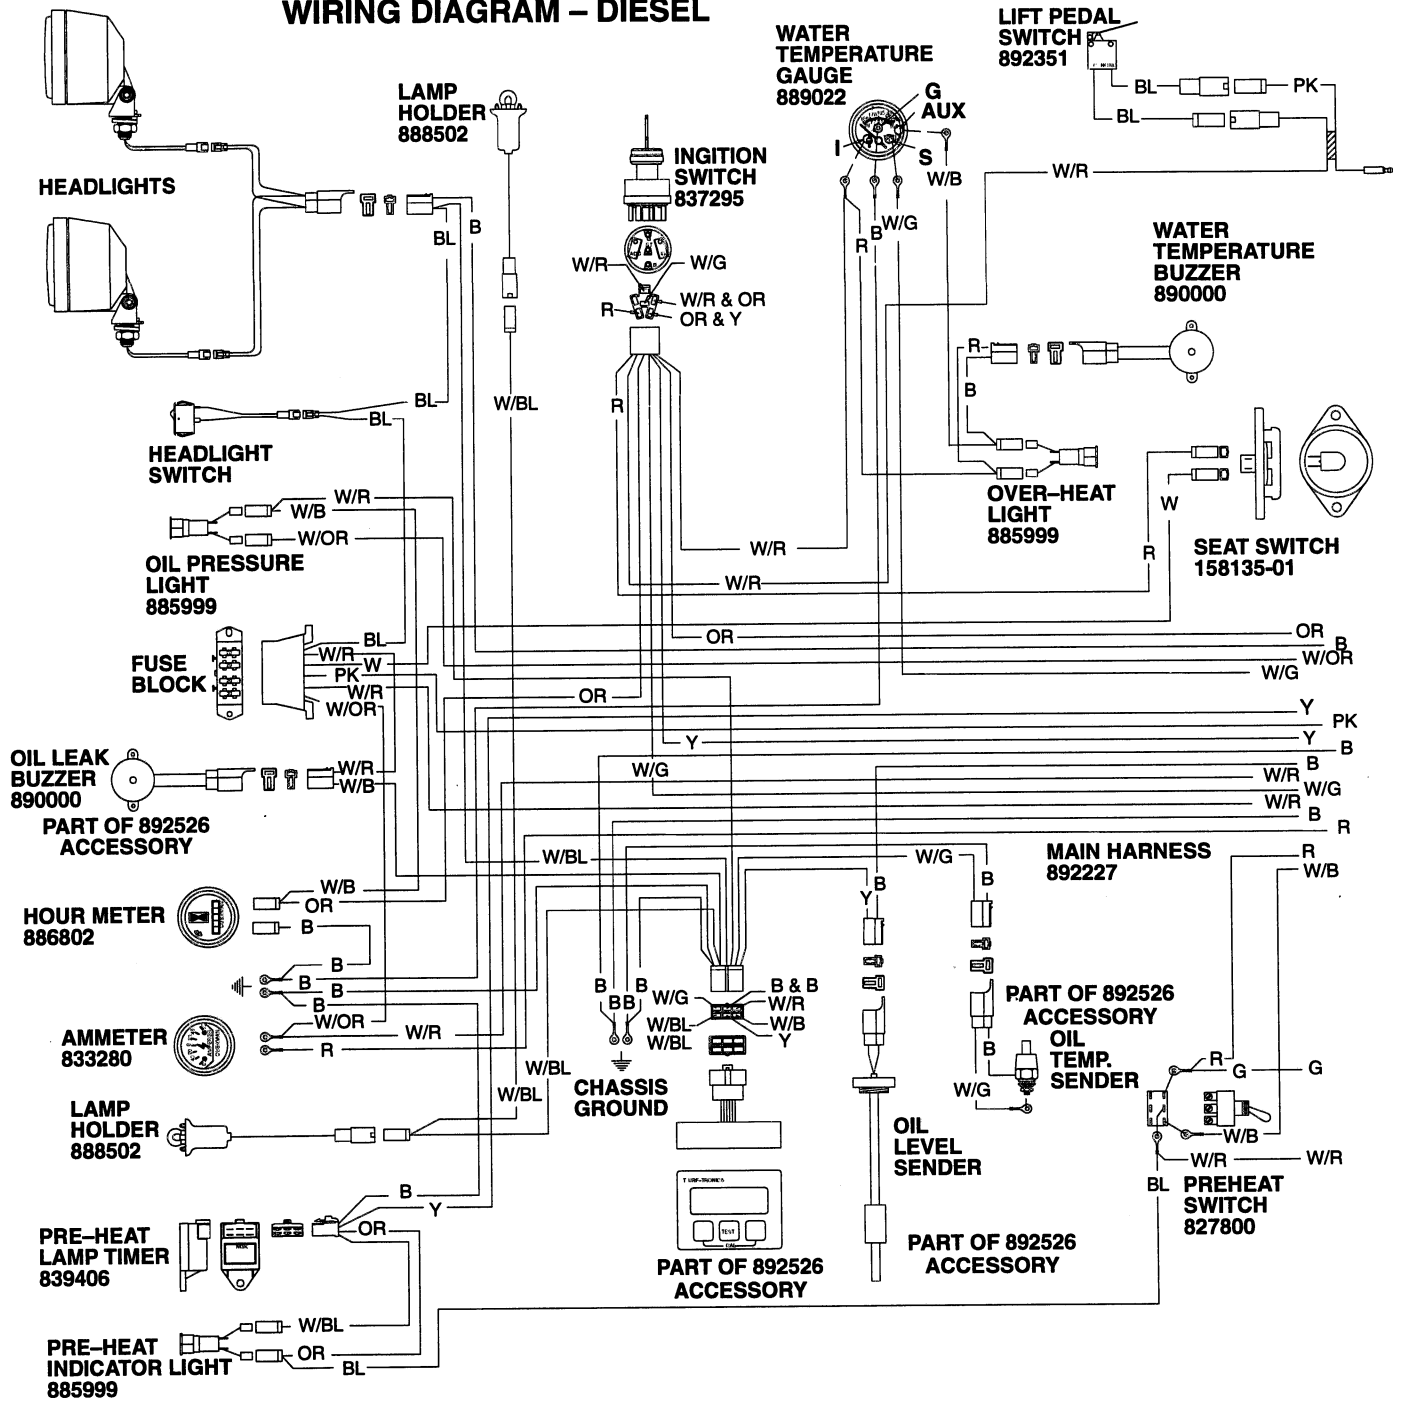 WIRING DIAGRAM – DIESEL
HEADLIGHTS
LAMP
HOLDER
888502
INGITION
SWITCH
837295
W/R
W/G
R
W/R & OR
OR & Y
WATER
TEMPERATURE
GAUGE
889022
G
AUX
I
S
W/B
W/G
B
R
LIFT PEDAL
SWITCH
892351
BL
PK
BL
W/R
WATER
TEMPERATURE
BUZZER
890000
R
B
BL
B
W/BL
R
BL
BL
HEADLIGHT
SWITCH
OVER–HEAT
LIGHT
885999
W
R
SEAT SWITCH
158135-01
W/R
W/B
W/OR
OIL PRESSURE
LIGHT
885999
W/R
W/R
FUSE
BLOCK
BL
W/R
W
PK
W/R
W/OR
OR
OR
B
W/OR
W/G
OR
Y
PK
Y
Y
B
W/G
B
W/R
W/G
W/R
B
R
OIL LEAK
BUZZER
890000
W/R
W/B
PART OF 892526
ACCESSORY
W/BL
W/G
MAIN HARNESS
892227
R
W/B
HOUR METER
886802
W/B
OR
B
B
B
B
B
Y
B
B
AMMETER
833280
W/OR
W/R
R
B
B
B
B
W/G
W/BL
W/BL
B & B
W/R
W/B
Y
CHASSIS
GROUND
PART OF 892526
ACCESSORY
OIL
TEMP.
SENDER
B
W/G
OIL
LEVEL
SENDER
W/BL
W/BL
LAMP
HOLDER
888502
R
G
G
W/B
W/R
W/R
BL
PREHEAT
SWITCH
827800
TURF-TRONICS
TEST
PART OF 892526
ACCESSORY
PART OF 892526
ACCESSORY
PRE–HEAT
LAMP TIMER
839406
B
Y
OR
PRE–HEAT
INDICATOR LIGHT
885999
W/BL
OR
BL